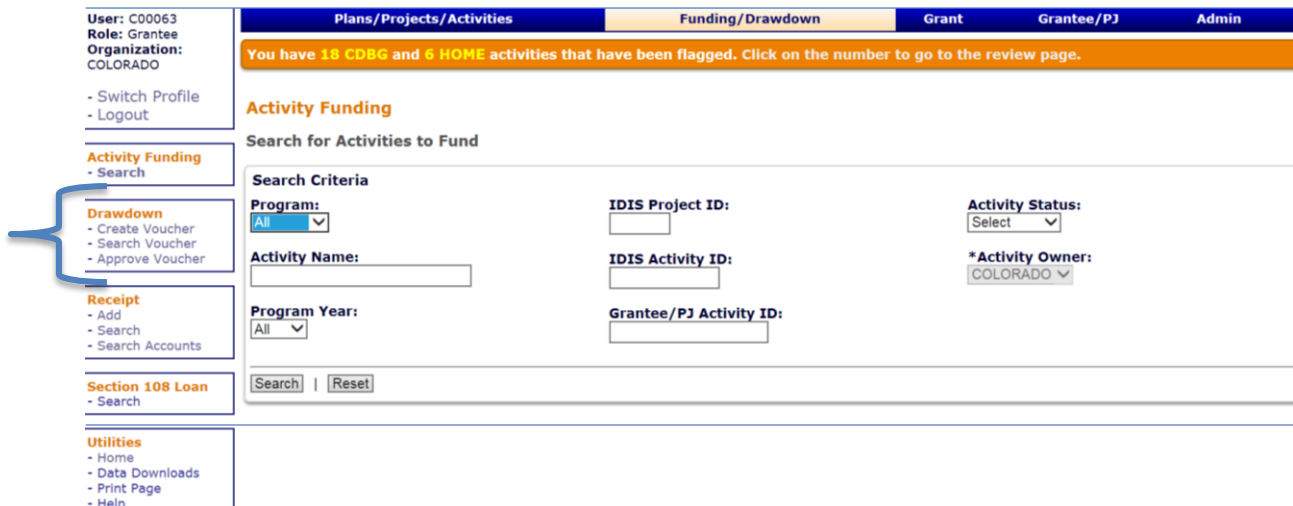 User: C00063
Role: Grantee
Organization:
COLORADO
- Switch Profile
- Logout
Activity Funding
- Search
Drawdown
- Create Voucher
- Search Voucher
- Approve Voucher
Receipt
- Add
- Search
- Search Accounts
Section 108 Loan
- Search
Utilities
- Home
- Data Downloads
- Print Page
- Help
Plans/Projects/Activities Funding/Drawdown Grant Grantee/PJ Admin
You have 18 CDBG and 6 HOME activities that have been flagged. Click on the number to go to the review page.
Activity Funding
Search for Activities to Fund
Search Criteria
Program: IDIS Project ID: Activity Status:
All Select
Activity Name: IDIS Activity ID: *Activity Owner:
COLORADO
Program Year: Grantee/PJ Activity ID:
All
Search | Reset